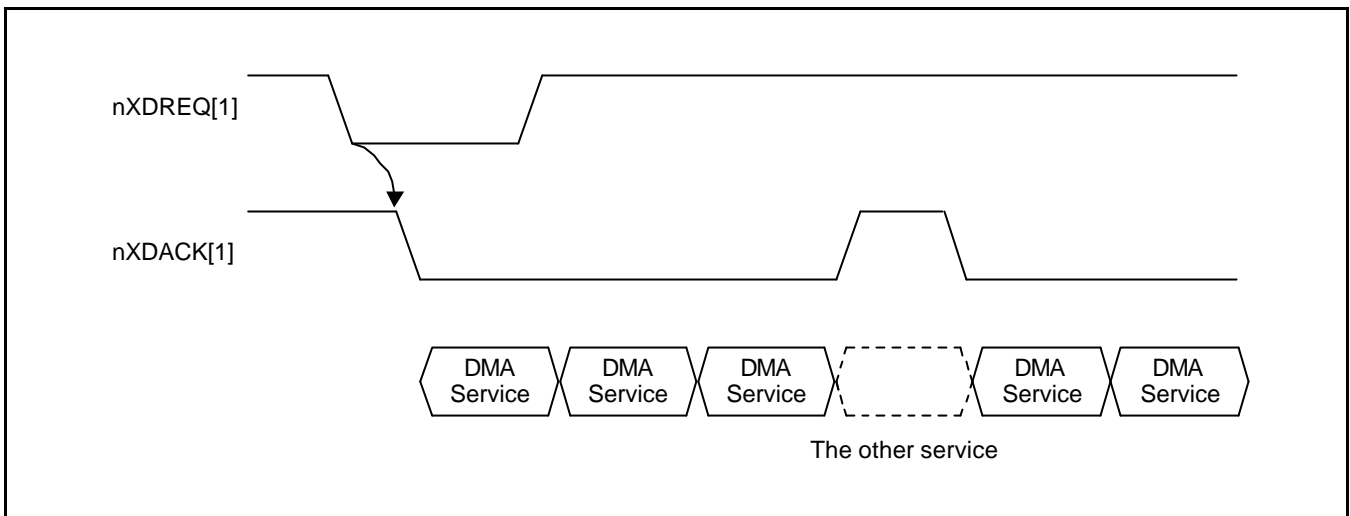 nXDREQ[1]
nXDACK[1]
DMA
Service
DMA
Service
DMA
Service
DMA
Service
DMA
Service
The other service